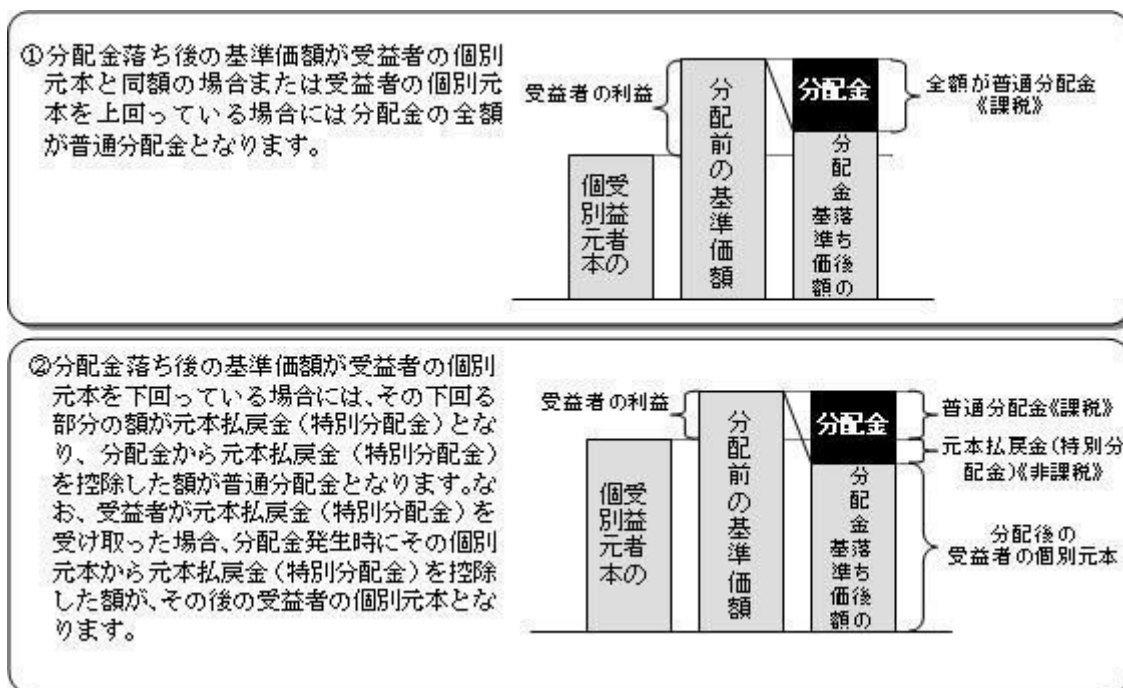 ①分配金落ち後の基準価額が受益者の個別
元本と同額の場合または受益者の個別元
本を上回っている場合には分配金の全額
が普通分配金となります。
受益者の利益
受益者の
個別元本
分配前の基準価額
分配金
分配金落ち後の
基準価額
全額が普通分配金
《課税》
②分配金落ち後の基準価額が受益者の個別
元本を下回っている場合には、その下回る
部分の額が元本払戻金(特別分配金)とな
り、分配金から元本払戻金(特別分配金)
を控除した額が普通分配金となります。な
お、受益者が元本払戻金(特別分配金)を
受け取った場合、分配金発生時にその個別
元本から元本払戻金(特別分配金)を控除
した額が、その後の受益者の個別元本とな
ります。
受益者の利益
受益者の
個別元本
分配前の基準価額
分配金
分配金落ち後の
基準価額
普通分配金《課税》
元本払戻金(特別分
配金)《非課税》
分配後の
受益者の個別元本